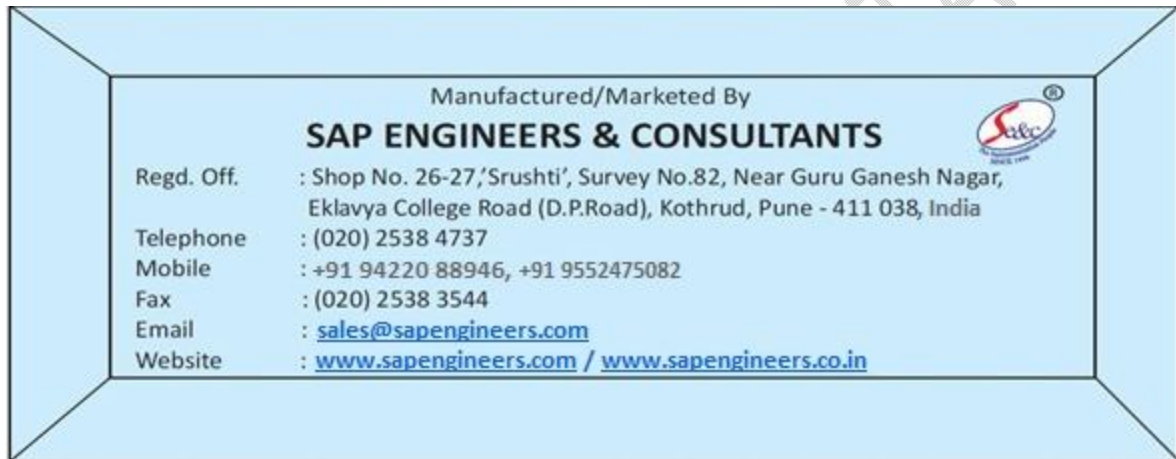 Manufactured/Marketed By
SAP ENGINEERS & CONSULTANTS
®
Se&c
Regd. Off. : Shop No. 26-27,'Srushti', Survey No.82, Near Guru Ganesh Nagar,
Eklavya College Road (D.P.Road), Kothrud, Pune - 411 038, India
Telephone : (020) 2538 4737
Mobile : +91 94220 88946, +91 9552475082
Fax : (020) 2538 3544
Email : sales@sapengineers.com
Website : www.sapengineers.com / www.sapengineers.co.in